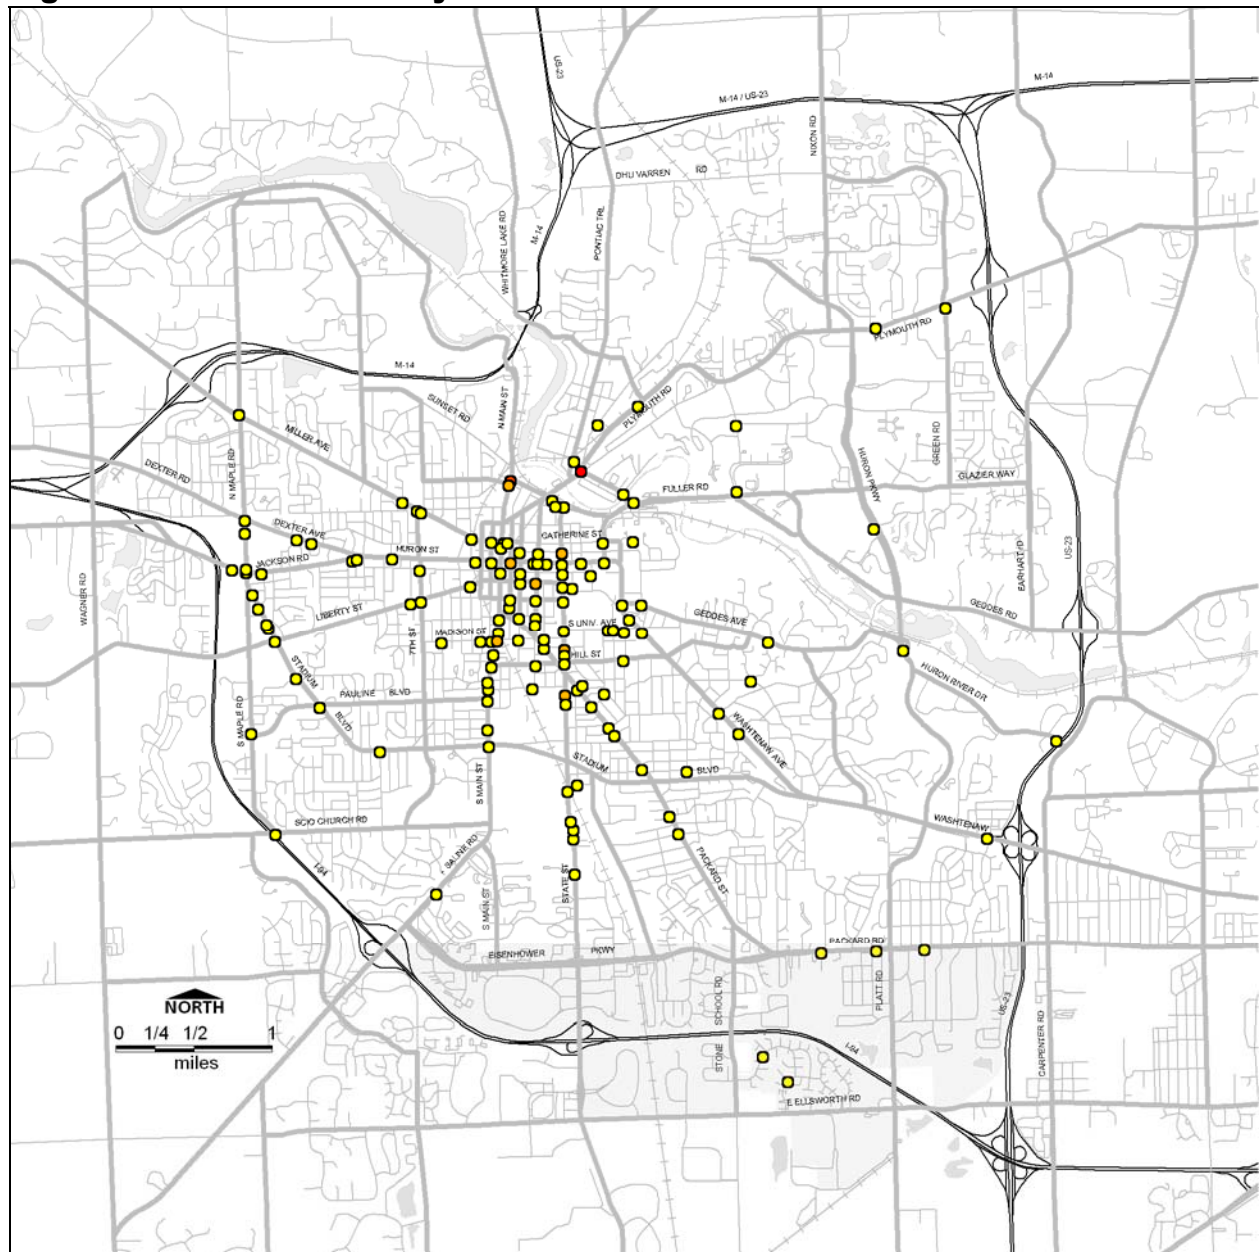 US-23
M-14
M-14 / US-23
NIXON RD
DHU VARREN RD
WHITMORE LAKE RD
M-14
PONTIAC TRL
PLYMOUTH RD
M-14
SUNSET RD
N MAIN ST
PLYMOUTH RD
MILLER AVE
N MAPLE RD
DEXTER RD
HURON PKWY
GREEN RD
GLAZIER WAY
FULLER RD
DEXTER AVE
CATHERINE ST
HURON ST
JACKSON RD
US-23
EARHART RD
WAGNER RD
LIBERTY ST
GEDDES AVE
GEDDES RD
7TH ST
MADISON ST
S UNIV. AVE
HILL ST
STADIUM
HURON RIVER DR
PAULINE BLVD
S MAPLE RD
BLVD
WASHTENAW AVE
STADIUM
BLVD
S MAIN ST
SCIO CHURCH RD
WASHTENAW
SALINE RD
I-94
PACKARD ST
STATE ST
S MAIN ST
PACKARD RD
EISENHOWER PKWY
PLATT RD
STONE SCHOOL RD
US-23
NORTH
0 1/4 1/2 1
miles
CARPENTER RD
I-94
E ELLSWORTH RD